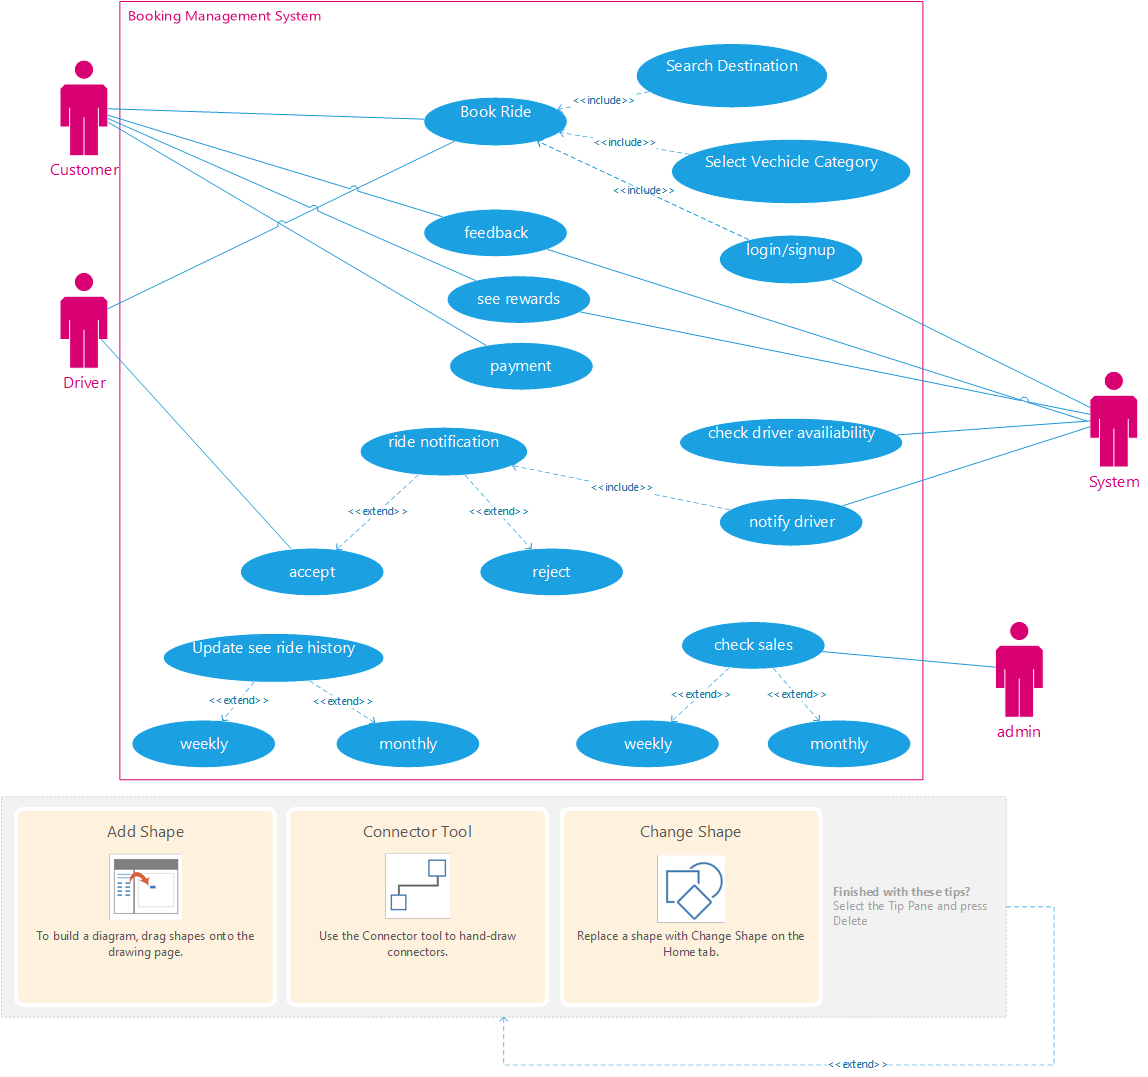 Booking Management System
Search Destination
<<include>>
Book Ride
<<include>>
Select Vechicle Category
Customer
<<include>>
feedback
login/signup
see rewards
payment
Driver
check driver availiability
ride notification
System
<<include>>
<<extend>>
<<extend>>
notify driver
accept
reject
Update see ride history
check sales
<<extend>>
<<extend>>
<<extend>>
<<extend>>
admin
weekly
monthly
weekly
monthly
Add Shape
To build a diagram, drag shapes onto the
drawing page.
Connector Tool
Use the Connector tool to hand-draw
connectors.
Change Shape
Replace a shape with Change Shape on the
Home tab.
Finished with these tips?
Select the Tip Pane and press
Delete
<<extend>>